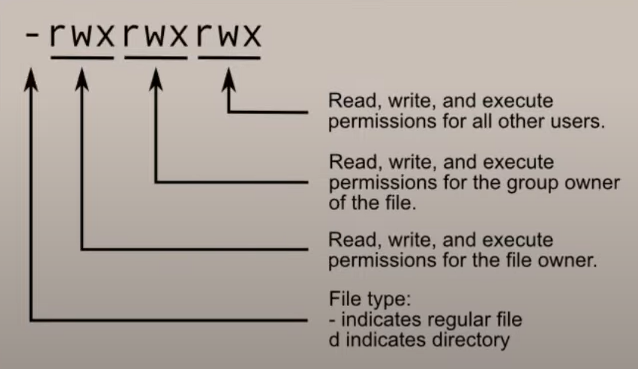 -rwxrwxrwx
Read, write, and execute
permissions for all other users.
Read, write, and execute
permissions for the group owner
of the file.
Read, write, and execute
permissions for the file owner.
File type:
- indicates regular file
d indicates directory